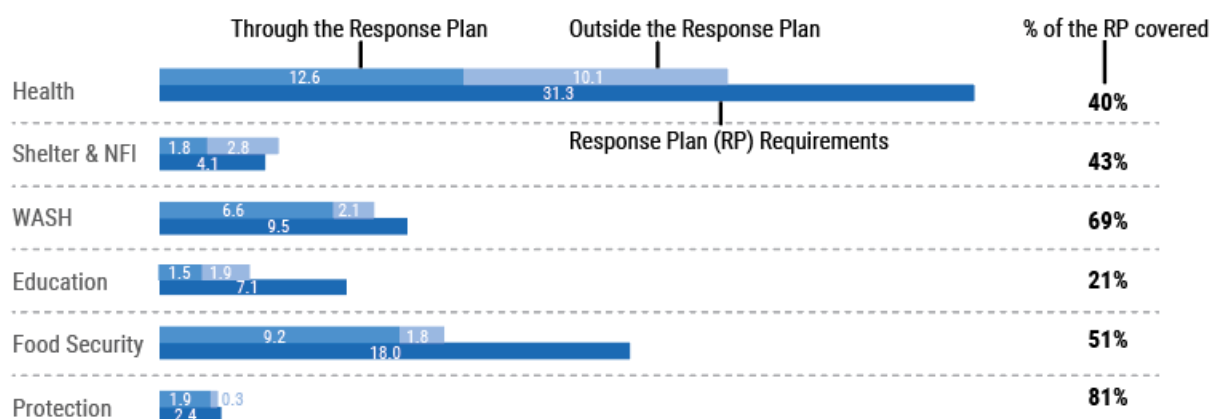 Through the Response Plan Outside the Response Plan % of the RP covered
12.6 10.1
Health 31.3 40%
Response Plan (RP) Requirements
Shelter & NFI 1.8 2.8 43%
4.1
WASH 6.6 2.1 69%
9.5
Education 1.5 1.9 21%
7.1
Food Security 9.2 1.8 51%
18.0
Protection 1.9 0.3 81%
2.4